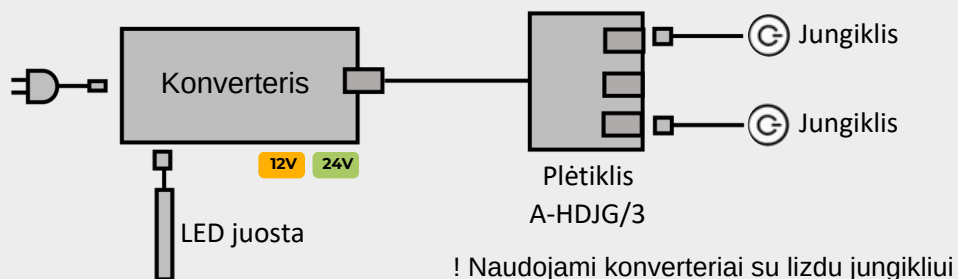 Jungiklis
Konverteris
Jungiklis
12V 24V
Plėtiklis
A-HDJG/3
LED juosta
! Naudojami konverteriai su lizdu jungikliui